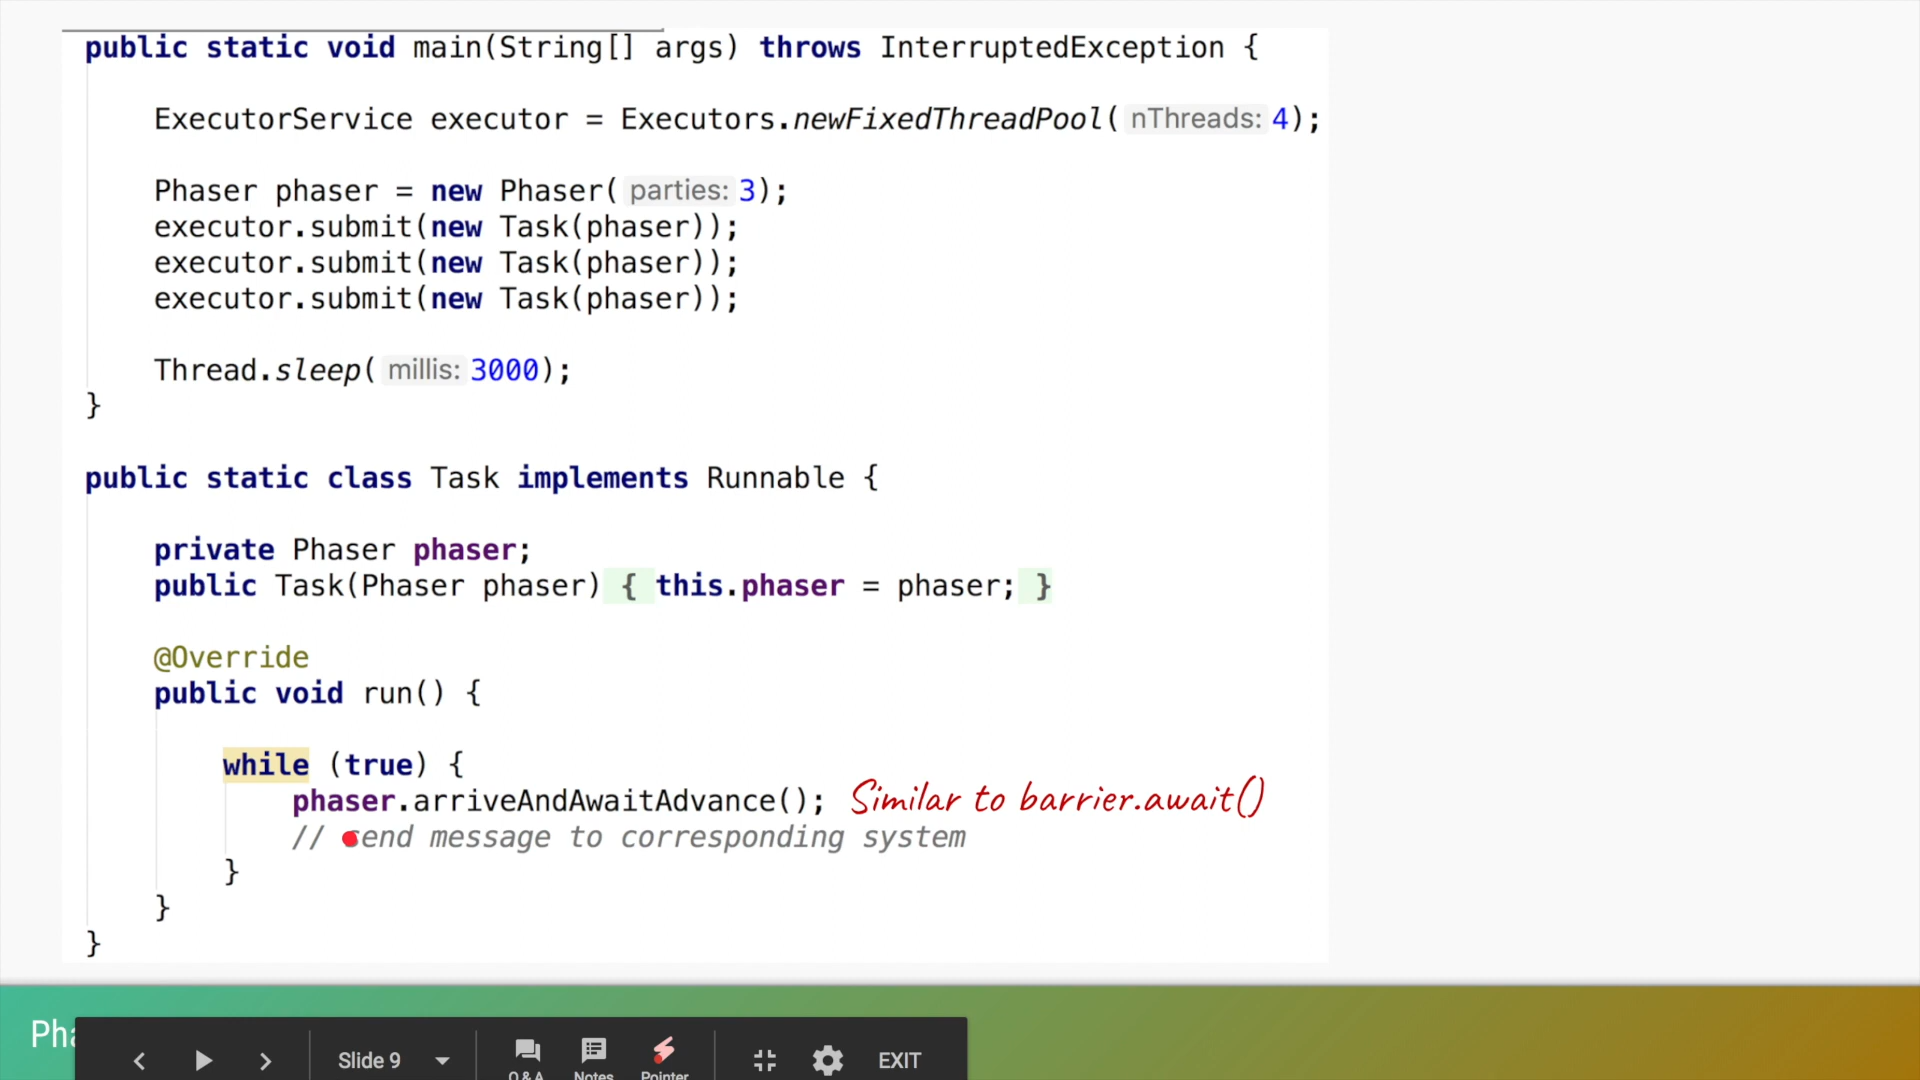 public static void main(String[] args) throws InterruptedException {
ExecutorService executor = Executors.newFixedThreadPool( nThreads: 4);
Phaser phaser = new Phaser( parties: 3);
executor.submit(new Task(phaser));
executor.submit(new Task(phaser));
executor.submit(new Task(phaser));
Thread.sleep( millis: 3000);
}
public static class Task implements Runnable {
private Phaser phaser;
public Task(Phaser phaser) { this.phaser = phaser; }
@Override
public void run() {
while (true) {
phaser.arriveAndAwaitAdvance(); Similar to barrier.await()
// send message to corresponding system
}
}
}
Slide 9
Q & A Notes Pointer
EXIT